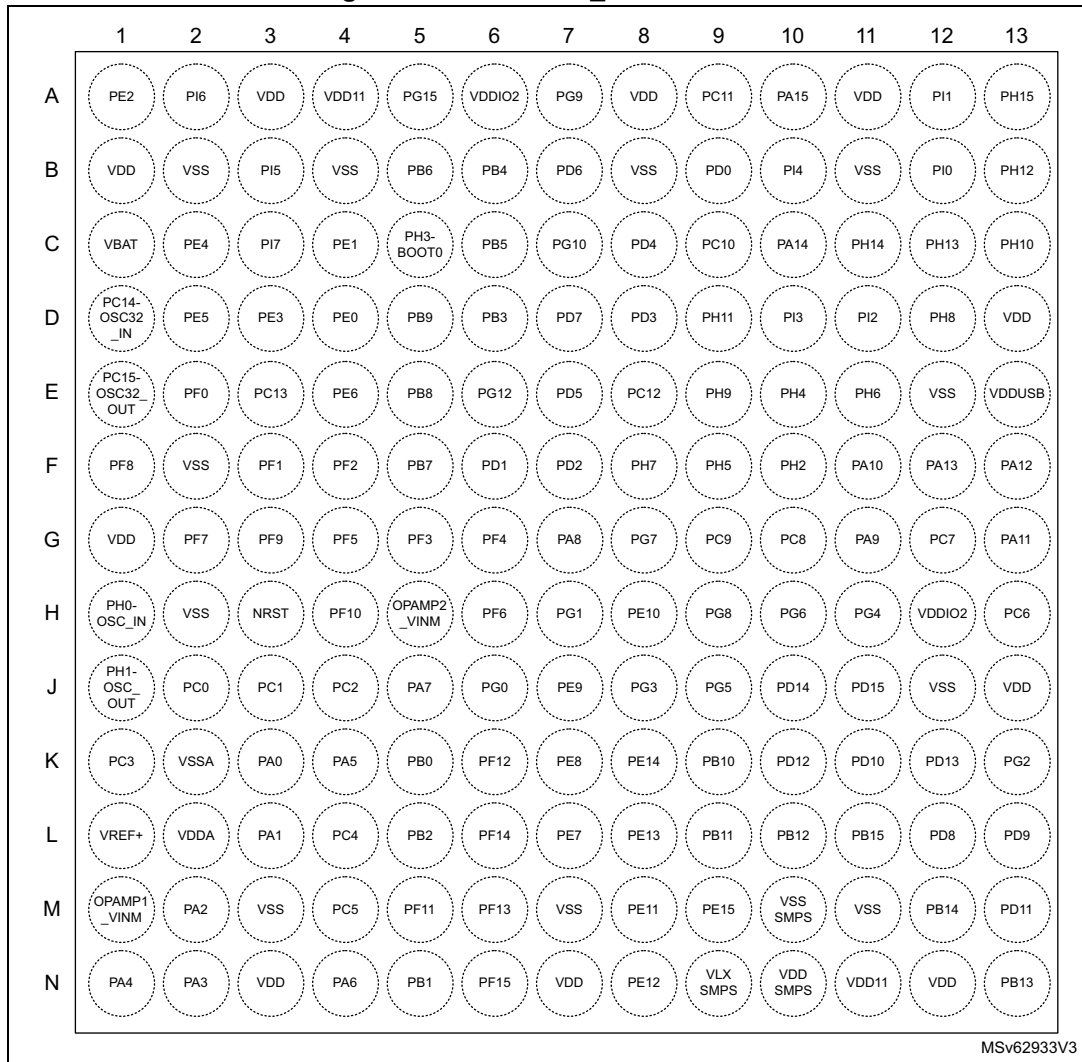 1 2 3 4 5 6 7 8 9 10 11 12 13
A PE2 PI6 VDD VDD11 PG15 VDDIO2 PG9 VDD PC11 PA15 VDD PI1 PH15
B VDD VSS PI5 VSS PB6 PB4 PD6 VSS PD0 PI4 VSS PI0 PH12
C VBAT PE4 PI7 PE1 PH3-BOOT0 PB5 PG10 PD4 PC10 PA14 PH14 PH13 PH10
D PC14-OSC32_IN PE5 PE3 PE0 PB9 PB3 PD7 PD3 PH11 PI3 PI2 PH8 VDD
E PC15-OSC32_OUT PF0 PC13 PE6 PB8 PG12 PD5 PC12 PH9 PH4 PH6 VSS VDDUSB
F PF8 VSS PF1 PF2 PB7 PD1 PD2 PH7 PH5 PH2 PA10 PA13 PA12
G VDD PF7 PF9 PF5 PF3 PF4 PA8 PG7 PC9 PC8 PA9 PC7 PA11
H PH0-OSC_IN VSS NRST PF10 OPAMP2_VINM PF6 PG1 PE10 PG8 PG6 PG4 VDDIO2 PC6
J PH1-OSC_OUT PC0 PC1 PC2 PA7 PG0 PE9 PG3 PG5 PD14 PD15 VSS VDD
K PC3 VSSA PA0 PA5 PB0 PF12 PE8 PE14 PB10 PD12 PD10 PD13 PG2
L VREF+ VDDA PA1 PC4 PB2 PF14 PE7 PE13 PB11 PB12 PB15 PD8 PD9
M OPAMP1_VINM PA2 VSS PC5 PF11 PF13 VSS PE11 PE15 VSS SMPS VSS PB14 PD11
N PA4 PA3 VDD PA6 PB1 PF15 VDD PE12 VLX SMPS VDD SMPS VDD11 VDD PB13
MSv62933V3